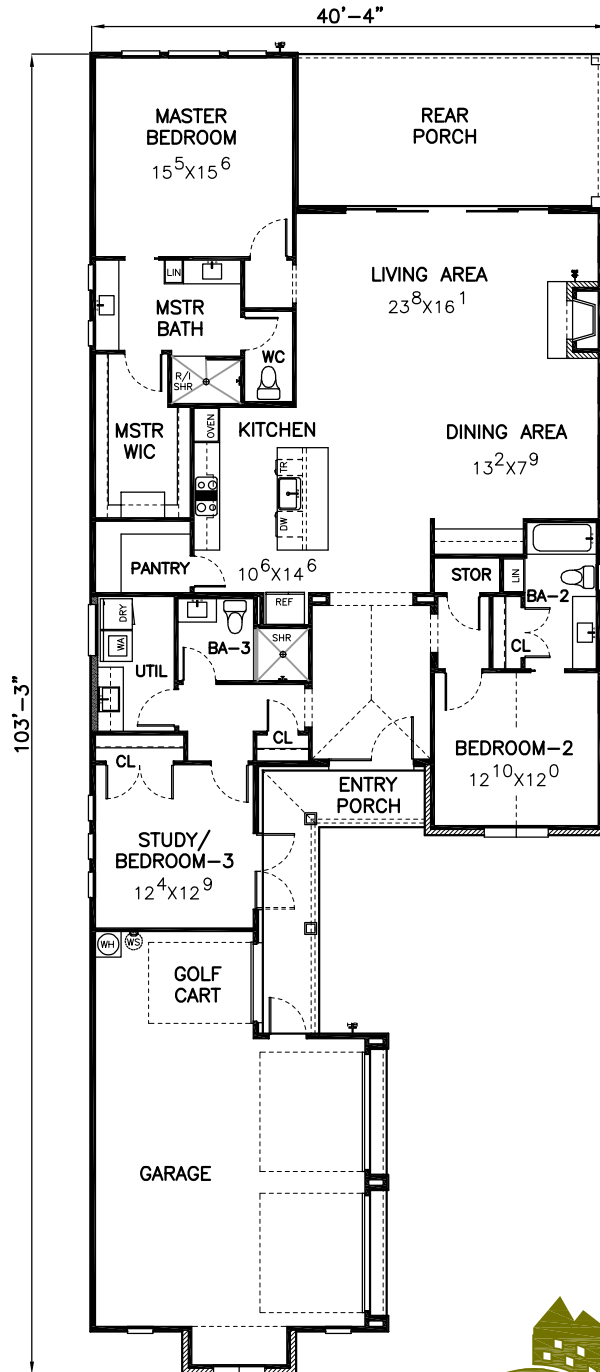 40'-4"
103'-3"
MASTER
BEDROOM
15⁵X15⁶
REAR
PORCH
LIN
MSTR
BATH
LIVING AREA
23⁸X16¹
WC
R/I
SHR
MSTR
WIC
OVEN
KITCHEN
TR
DW
DINING AREA
13²X7⁹
PANTRY
10⁶X14⁶
REF
STOR
LIN
BA-2
CL
DRY
WA
UTIL
BA-3
SHR
CL
CL
BEDROOM-2
12¹⁰X12⁰
ENTRY
PORCH
STUDY/
BEDROOM-3
12⁴X12⁹
WH
WS
GOLF
CART
GARAGE